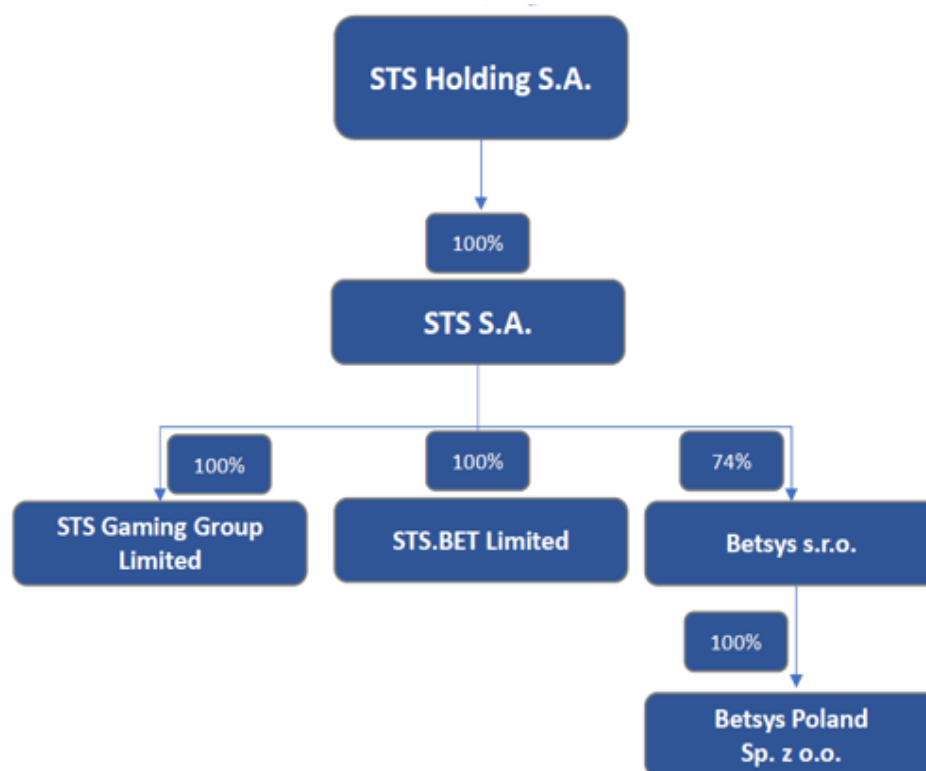 STS Holding S.A.
100%
STS S.A.
100%
100%
74%
STS Gaming Group
Limited
STS.BET Limited
Betsys s.r.o.
100%
Betsys Poland
Sp. z o.o.